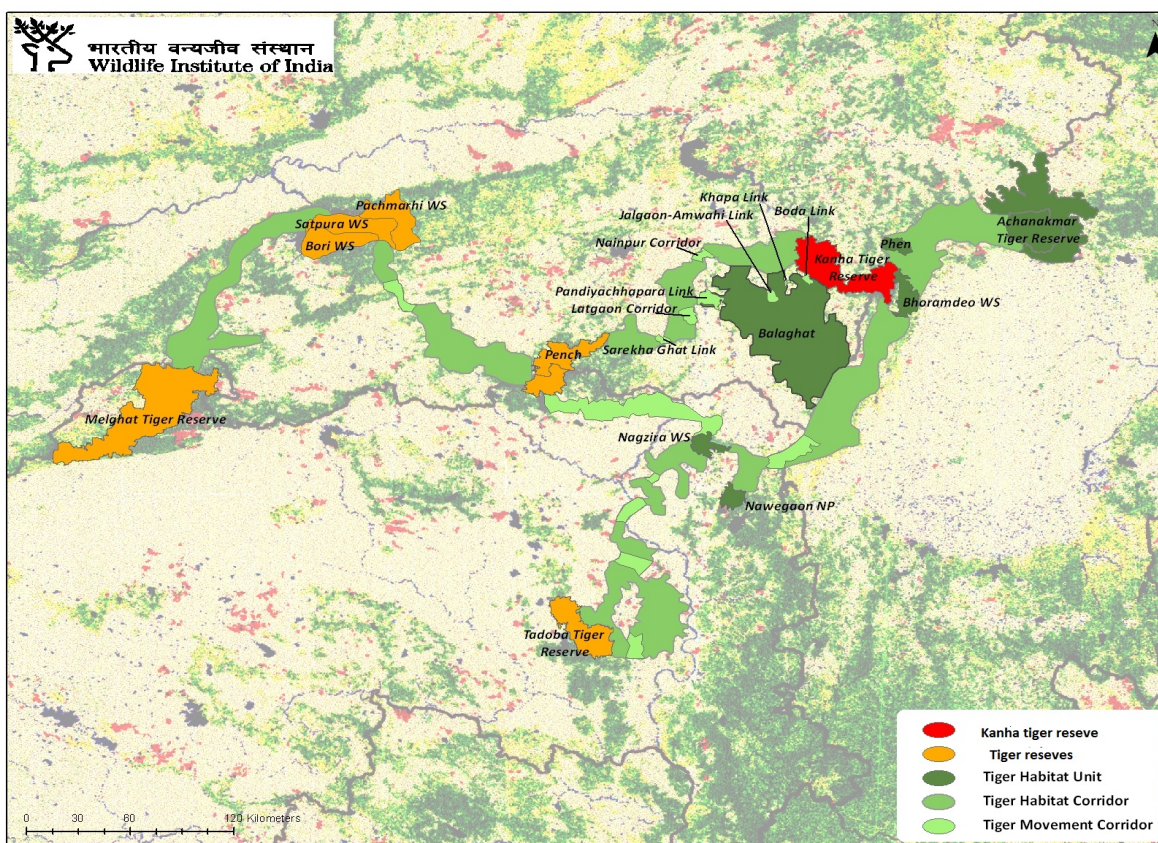 भारतीय वन्यजीव संस्थान
Wildlife Institute of India
N
Pachmarhi WS
Satpura WS
Bori WS
Khapa Link
Jalgaon-Amwahi Link
Boda Link
Nainpur Corridor
Achanakmar
Tiger Reserve
Phen
Kanha Tiger
Reserve
Pandiyachhapara Link
Latgaon Corridor
Bhoramdeo WS
Balaghat
Sarekha Ghat Link
Pench
Melghat Tiger Reserve
Nagzira WS
Nawegaon NP
Tadoba Tiger
Reserve
Kanha tiger reseve
Tiger reseves
Tiger Habitat Unit
Tiger Habitat Corridor
Tiger Movement Corridor
0 30 60 120 Kilometers